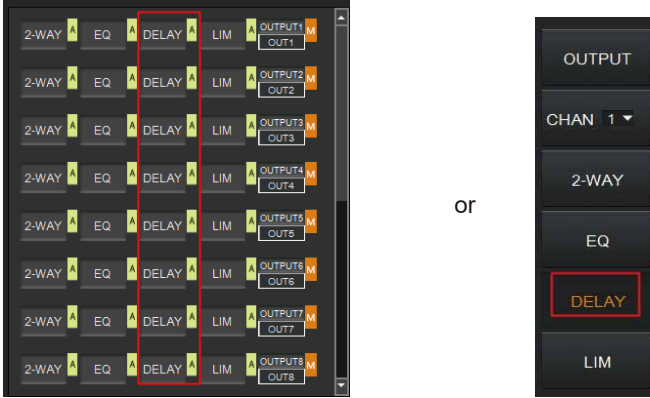 2-WAY A EQ A DELAY A LIM A OUTPUT1 M
OUT1
2-WAY A EQ A DELAY A LIM A OUTPUT2 M
OUT2
2-WAY A EQ A DELAY A LIM A OUTPUT3 M
OUT3
2-WAY A EQ A DELAY A LIM A OUTPUT4 M
OUT4
2-WAY A EQ A DELAY A LIM A OUTPUT5 M
OUT5
2-WAY A EQ A DELAY A LIM A OUTPUT6 M
OUT6
2-WAY A EQ A DELAY A LIM A OUTPUT7 M
OUT7
2-WAY A EQ A DELAY A LIM A OUTPUT8 M
OUT8
or
OUTPUT
CHAN 1
2-WAY
EQ
DELAY
LIM